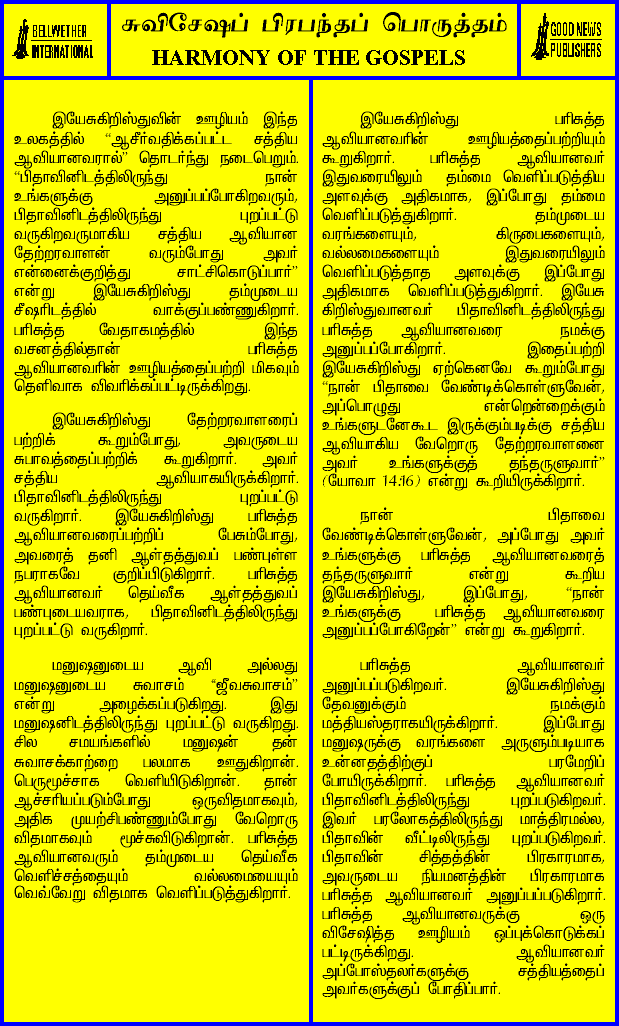 BELLWETHER
INTERNATIONAL
சுவிசேஷப் பிரபந்தப் பொருத்தம்
HARMONY OF THE GOSPELS
GOOD NEWS
PUBLISHERS
இயேசுகிறிஸ்துவின் ஊழியம் இந்த
உலகத்தில் “ஆசீர்வதிக்கப்பட்ட சத்திய
ஆவியானவரால்” தொடர்ந்து நடைபெறும்.
“பிதாவினிடத்திலிருந்து நான்
உங்களுக்கு அனுப்பப்போகிறவரும்,
பிதாவினிடத்திலிருந்து புறப்பட்டு
வருகிறவருமாகிய சத்திய ஆவியான
தேற்றரவாளன் வரும்போது அவர்
என்னைக்குறித்து சாட்சிகொடுப்பார்”
என்று இயேசுகிறிஸ்து தம்முடைய
சீஷரிடத்தில் வாக்குப்பண்ணுகிறார்.
பரிசுத்த வேதாகமத்தில் இந்த
வசனத்தில்தான் பரிசுத்த
ஆவியானவரின் ஊழியத்தைப்பற்றி மிகவும்
தெளிவாக விவரிக்கப்பட்டிருக்கிறது.
இயேசுகிறிஸ்து தேற்றரவாளரைப்
பற்றிக் கூறும்போது, அவருடைய
சுபாவத்தைப்பற்றிக் கூறுகிறார். அவர்
சத்திய ஆவியாகயிருக்கிறார்.
பிதாவினிடத்திலிருந்து புறப்பட்டு
வருகிறார். இயேசுகிறிஸ்து பரிசுத்த
ஆவியானவரைப்பற்றிப் பேசும்போது,
அவரைத் தனி ஆள்தத்துவப் பண்புள்ள
நபராகவே குறிப்பிடுகிறார். பரிசுத்த
ஆவியானவர் தெய்வீக ஆள்தத்துவப்
பண்புடையவராக, பிதாவினிடத்திலிருந்து
புறப்பட்டு வருகிறார்.
மனுஷனுடைய ஆவி அல்லது
மனுஷனுடைய சுவாசம் “ஜீவசுவாசம்”
என்று அழைக்கப்படுகிறது. இது
மனுஷனிடத்திலிருந்து புறப்பட்டு வருகிறது.
சில சமயங்களில் மனுஷன் தன்
சுவாசக்காற்றை பலமாக ஊதுகிறான்.
பெருமூச்சாக வெளியிடுகிறான். தான்
ஆச்சரியப்படும்போது ஒருவிதமாகவும்,
அதிக முயற்சிபண்ணும்போது வேறொரு
விதமாகவும் மூச்சுவிடுகிறான். பரிசுத்த
ஆவியானவரும் தம்முடைய தெய்வீக
வெளிச்சத்தையும் வல்லமையையும்
வெவ்வேறு விதமாக வெளிப்படுத்துகிறார்.
இயேசுகிறிஸ்து பரிசுத்த
ஆவியானவரின் ஊழியத்தைப்பற்றியும்
கூறுகிறார். பரிசுத்த ஆவியானவர்
இதுவரையிலும் தம்மை வெளிப்படுத்திய
அளவுக்கு அதிகமாக, இப்போது தம்மை
வெளிப்படுத்துகிறார். தம்முடைய
வரங்களையும், கிருபைகளையும்,
வல்லமைகளையும் இதுவரையிலும்
வெளிப்படுத்தாத அளவுக்கு இப்போது
அதிகமாக வெளிப்படுத்துகிறார். இயேசு
கிறிஸ்துவானவர் பிதாவினிடத்திலிருந்து
பரிசுத்த ஆவியானவரை நமக்கு
அனுப்பப்போகிறார். இதைப்பற்றி
இயேசுகிறிஸ்து ஏற்கெனவே கூறும்போது
“நான் பிதாவை வேண்டிக்கொள்ளுவேன்,
அப்பொழுது என்றென்றைக்கும்
உங்களுடனேகூட இருக்கும்படிக்கு சத்திய
ஆவியாகிய வேறொரு தேற்றரவாளனை
அவர் உங்களுக்குத் தந்தருளுவார்”
(யோவா 14:16) என்று கூறியிருக்கிறார்.
நான் பிதாவை
வேண்டிக்கொள்ளுவேன், அப்போது அவர்
உங்களுக்கு பரிசுத்த ஆவியானவரைத்
தந்தருளுவார் என்று கூறிய
இயேசுகிறிஸ்து, இப்போது, “நான்
உங்களுக்கு பரிசுத்த ஆவியானவரை
அனுப்பப்போகிறேன்” என்று கூறுகிறார்.
பரிசுத்த ஆவியானவர்
அனுப்பப்படுகிறவர். இயேசுகிறிஸ்து
தேவனுக்கும் நமக்கும்
மத்தியஸ்தராகயிருக்கிறார். இப்போது
மனுஷருக்கு வரங்களை அருளும்படியாக
உன்னதத்திற்குப் பரமேறிப்
போயிருக்கிறார். பரிசுத்த ஆவியானவர்
பிதாவினிடத்திலிருந்து புறப்படுகிறவர்.
இவர் பரலோகத்திலிருந்து மாத்திரமல்ல,
பிதாவின் வீட்டிலிருந்து புறப்படுகிறவர்.
பிதாவின் சித்தத்தின் பிரகாரமாக,
அவருடைய நியமனத்தின் பிரகாரமாக
பரிசுத்த ஆவியானவர் அனுப்பப்படுகிறார்.
பரிசுத்த ஆவியானவருக்கு ஒரு
விசேஷித்த ஊழியம் ஒப்புக்கொடுக்கப்
பட்டிருக்கிறது. ஆவியானவர்
அப்போஸ்தலர்களுக்கு சத்தியத்தைப்
அவர்களுக்குப் போதிப்பார்.